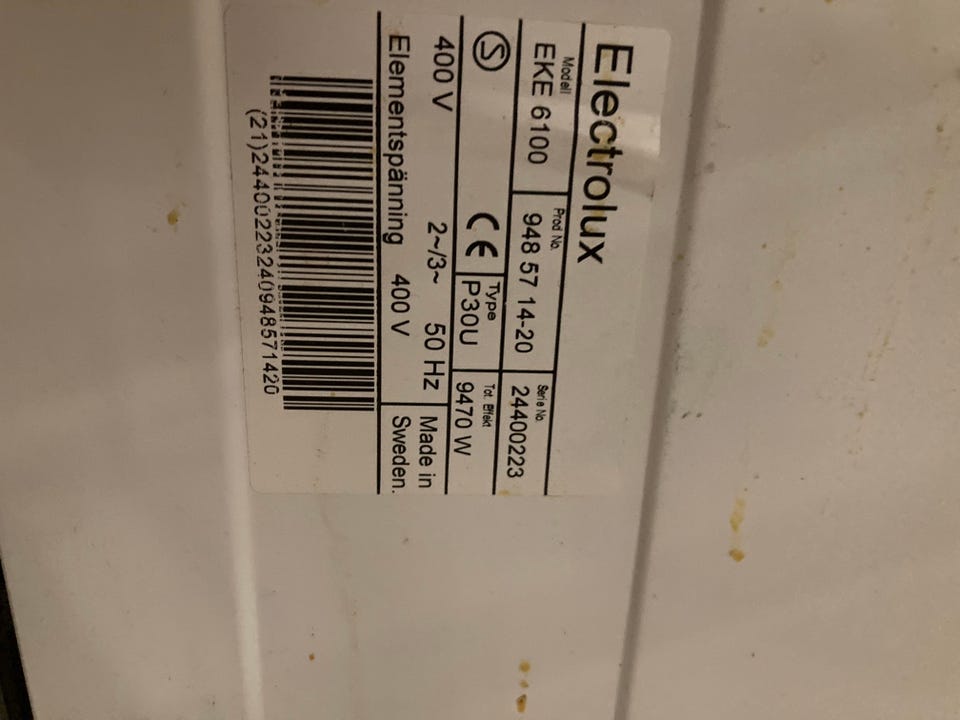 Electrolux
Modell Prod No. Serie No.
EKE 6100 948 57 14-20 24400223
S CE Type P30U Tot. Effekt 9470 W
400 V 2~/3~ 50 Hz Made in
Elementspänning 400 V Sweden.
(21)24400223240948571420